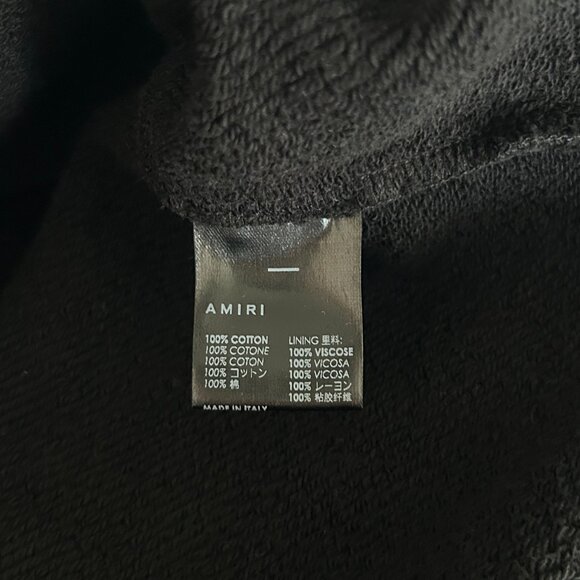 AMIRI
100% COTTON
100% COTONE
100% COTON
100% コットン
100% 棉
LINING 里料:
100% VISCOSE
100% VICOSA
100% VICOSA
100% レーヨン
100% 粘胶纤维
MADE IN ITALY